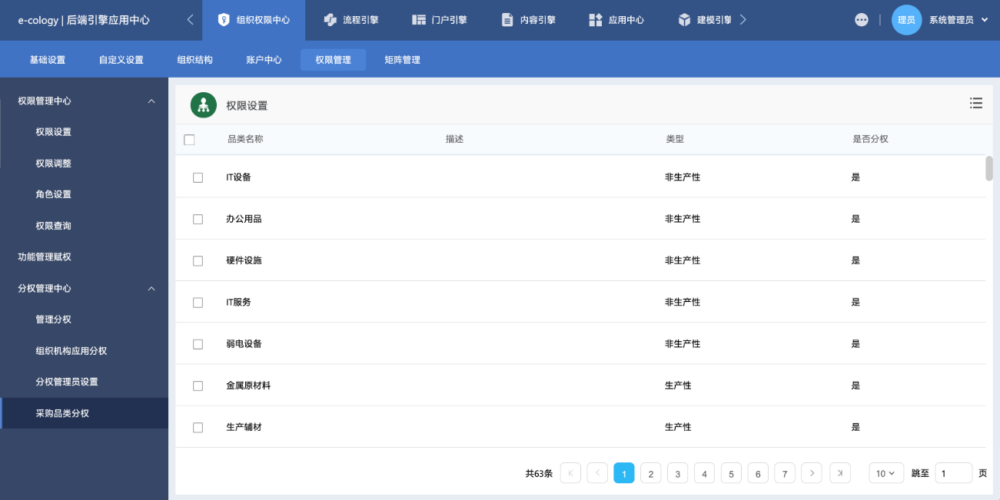 e-cology | 后端引擎应用中心 组织权限中心 流程引擎 门户引擎 内容引擎 应用中心 建模引擎 理员 系统管理员
基础设置 自定义设置 组织结构 账户中心 权限管理 矩阵管理
权限管理中心
权限设置
权限调整
角色设置
权限查询
功能管理赋权
分权管理中心
管理分权
组织机构应用分权
分权管理员设置
采购品类分权
权限设置
品类名称 描述 类型 是否分权
IT设备 非生产性 是
办公用品 非生产性 是
硬件设施 非生产性 是
IT服务 非生产性 是
弱电设备 非生产性 是
金属原材料 生产性 是
生产辅材 生产性 是
共63条 1 2 3 4 5 6 7 10 跳至 1 页